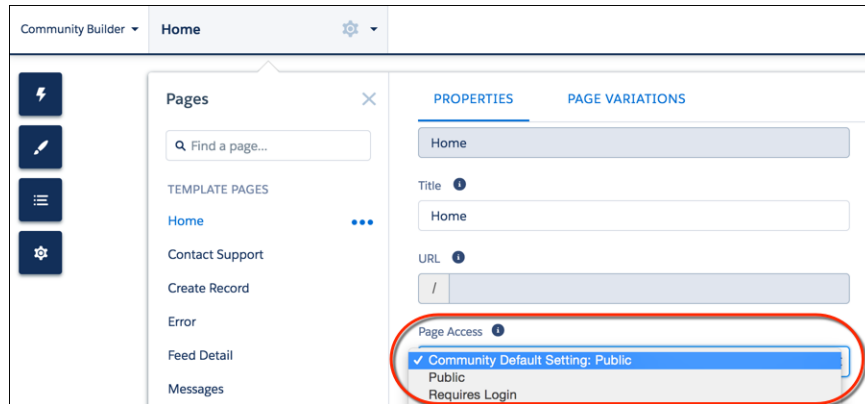 Community Builder
Home
Pages
Find a page...
TEMPLATE PAGES
Home
Contact Support
Create Record
Error
Feed Detail
Messages
PROPERTIES
PAGE VARIATIONS
Home
Title
Home
URL
/
Page Access
✓ Community Default Setting: Public
Public
Requires Login